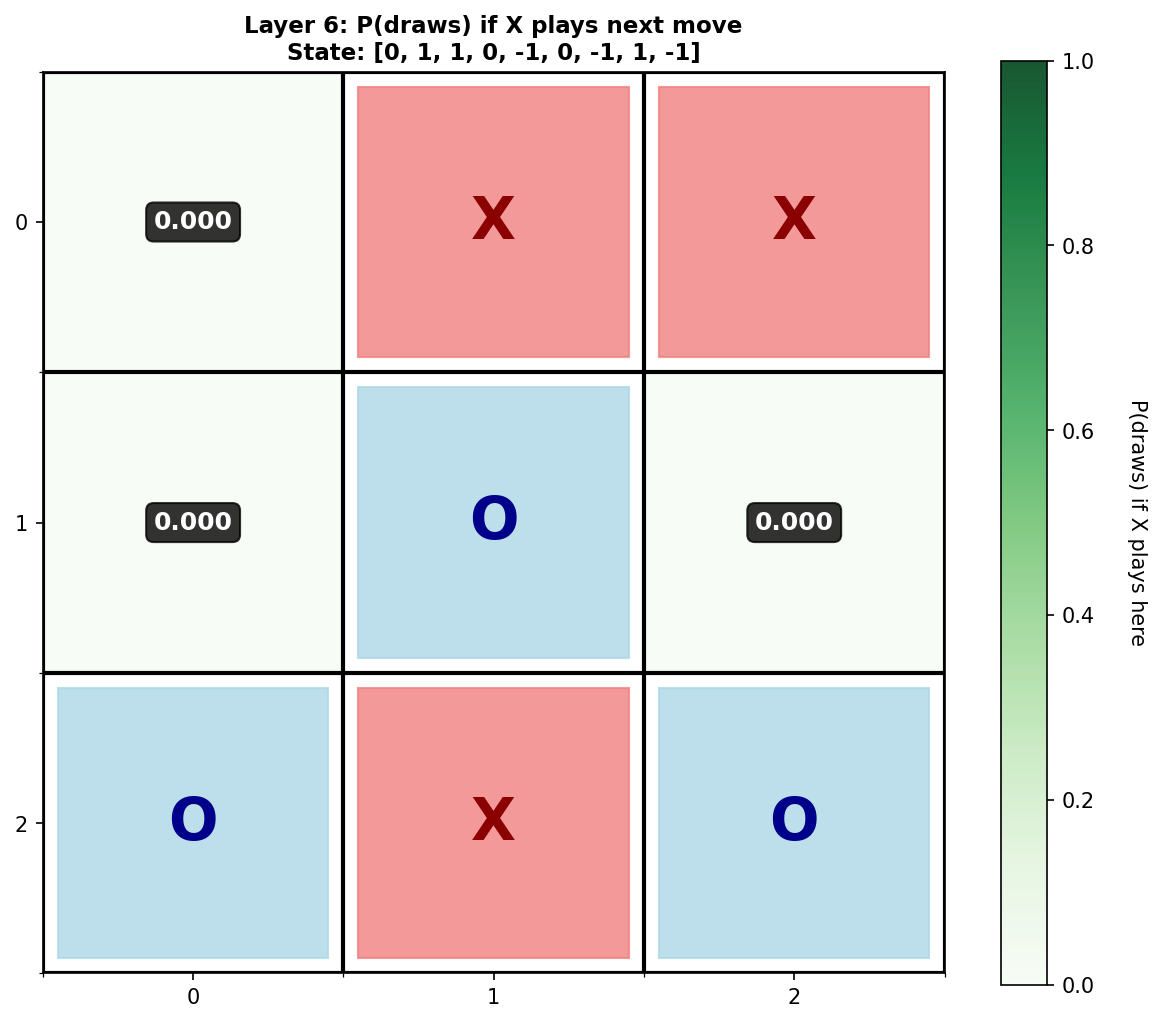 Layer 6: P(draws) if X plays next move
State: [0, 1, 1, 0, -1, 0, -1, 1, -1]
0
0.000
X
X
1
0.000
O
0.000
2
O
X
O
0
1
2
1.0
0.8
0.6
0.4
0.2
0.0
P(draws) if X plays here